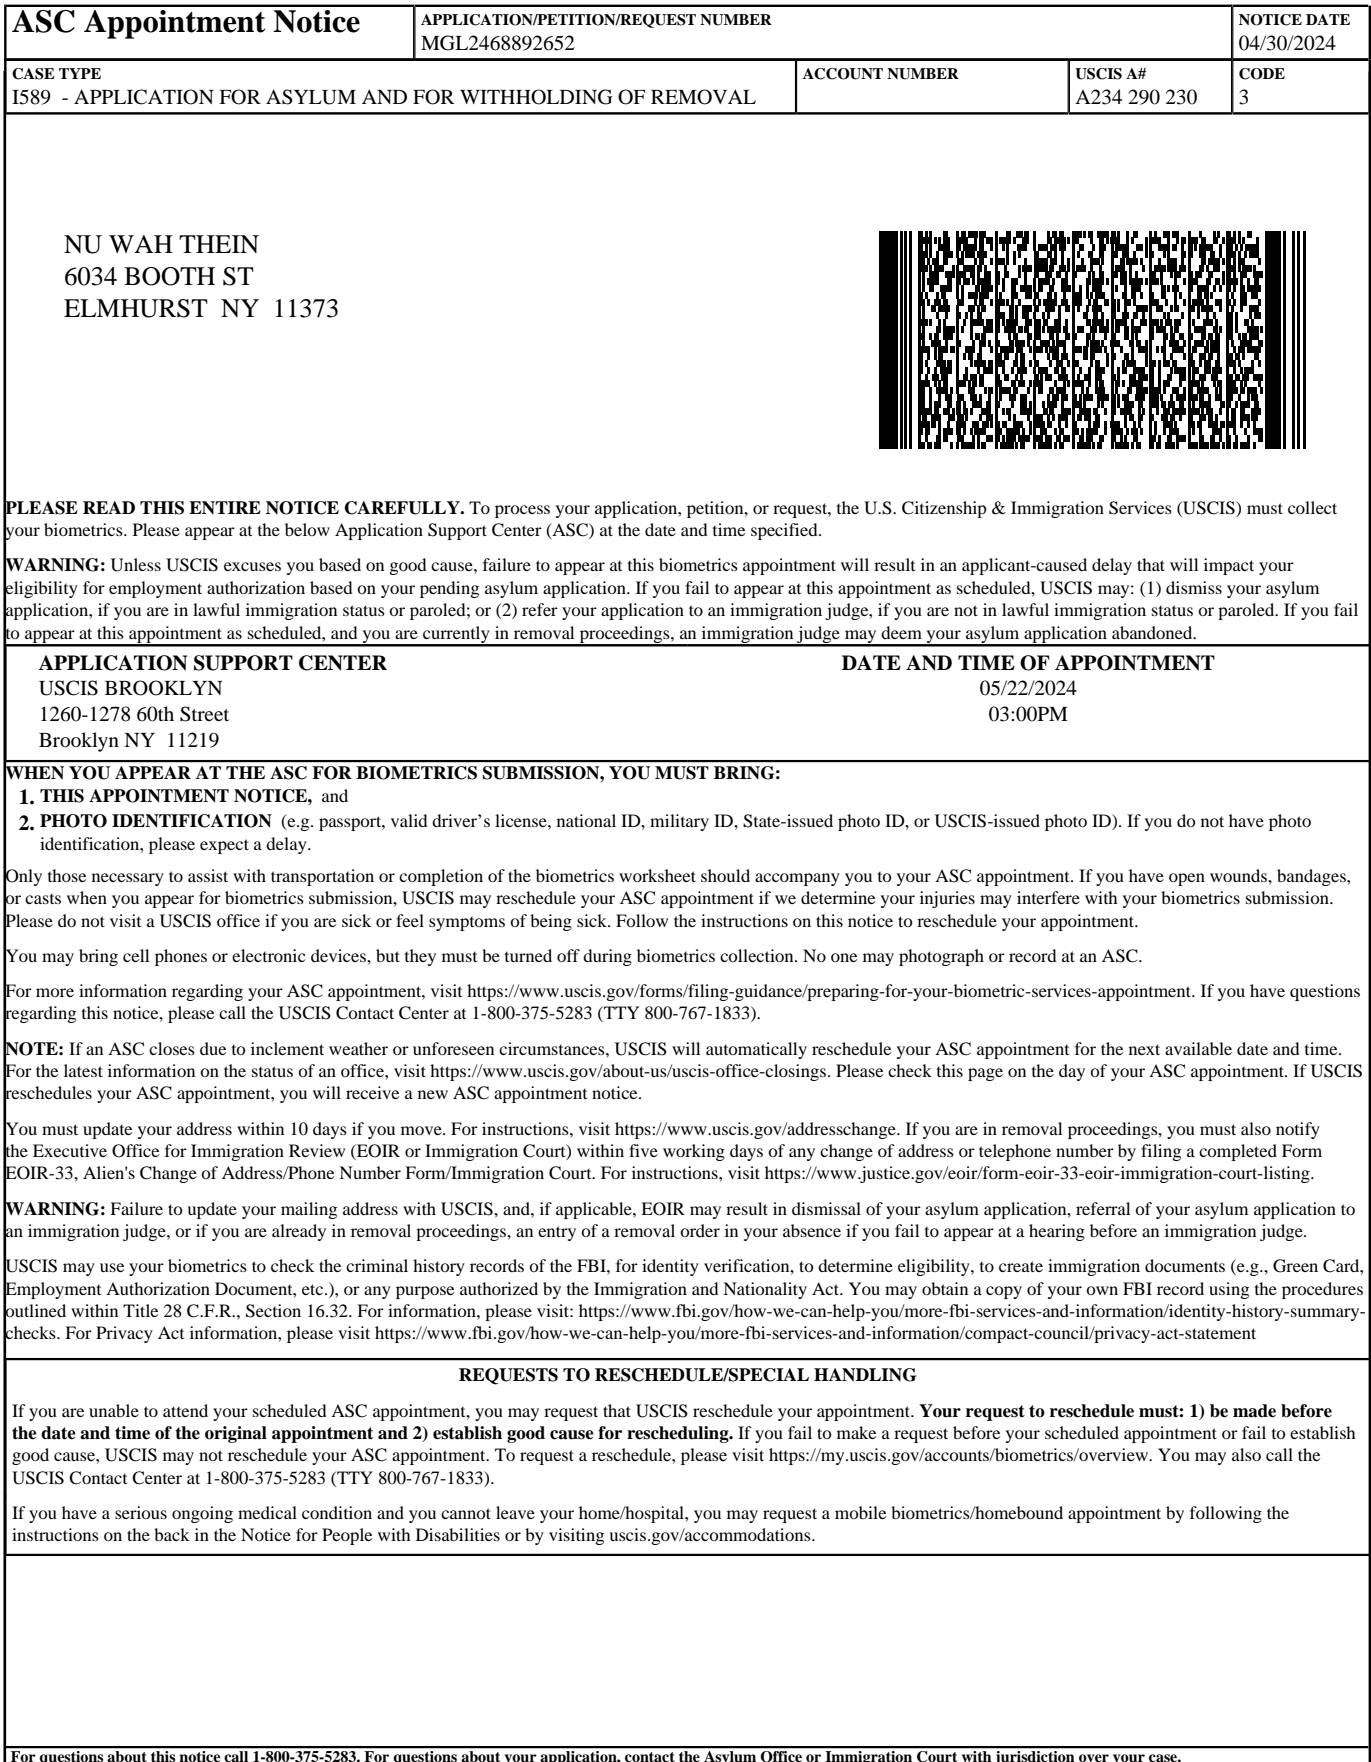 ASC Appointment Notice
APPLICATION/PETITION/REQUEST NUMBER
MGL2468892652
NOTICE DATE
04/30/2024
CASE TYPE
I589 - APPLICATION FOR ASYLUM AND FOR WITHHOLDING OF REMOVAL
ACCOUNT NUMBER
USCIS A#
A234 290 230
CODE
3
NU WAH THEIN
6034 BOOTH ST
ELMHURST NY 11373
PLEASE READ THIS ENTIRE NOTICE CAREFULLY. To process your application, petition, or request, the U.S. Citizenship & Immigration Services (USCIS) must collect
your biometrics. Please appear at the below Application Support Center (ASC) at the date and time specified.
WARNING: Unless USCIS excuses you based on good cause, failure to appear at this biometrics appointment will result in an applicant-caused delay that will impact your
eligibility for employment authorization based on your pending asylum application. If you fail to appear at this appointment as scheduled, USCIS may: (1) dismiss your asylum
application, if you are in lawful immigration status or paroled; or (2) refer your application to an immigration judge, if you are not in lawful immigration status or paroled. If you fail
to appear at this appointment as scheduled, and you are currently in removal proceedings, an immigration judge may deem your asylum application abandoned.
APPLICATION SUPPORT CENTER
USCIS BROOKLYN
1260-1278 60th Street
Brooklyn NY 11219
DATE AND TIME OF APPOINTMENT
05/22/2024
03:00PM
WHEN YOU APPEAR AT THE ASC FOR BIOMETRICS SUBMISSION, YOU MUST BRING:
1. THIS APPOINTMENT NOTICE, and
2. PHOTO IDENTIFICATION (e.g. passport, valid driver's license, national ID, military ID, State-issued photo ID, or USCIS-issued photo ID). If you do not have photo
identification, please expect a delay.
Only those necessary to assist with transportation or completion of the biometrics worksheet should accompany you to your ASC appointment. If you have open wounds, bandages,
or casts when you appear for biometrics submission, USCIS may reschedule your ASC appointment if we determine your injuries may interfere with your biometrics submission.
Please do not visit a USCIS office if you are sick or feel symptoms of being sick. Follow the instructions on this notice to reschedule your appointment.
You may bring cell phones or electronic devices, but they must be turned off during biometrics collection. No one may photograph or record at an ASC.
For more information regarding your ASC appointment, visit https://www.uscis.gov/forms/filing-guidance/preparing-for-your-biometric-services-appointment. If you have questions
regarding this notice, please call the USCIS Contact Center at 1-800-375-5283 (TTY 800-767-1833).
NOTE: If an ASC closes due to inclement weather or unforeseen circumstances, USCIS will automatically reschedule your ASC appointment for the next available date and time.
For the latest information on the status of an office, visit https://www.uscis.gov/about-us/uscis-office-closings. Please check this page on the day of your ASC appointment. If USCIS
reschedules your ASC appointment, you will receive a new ASC appointment notice.
You must update your address within 10 days if you move. For instructions, visit https://www.uscis.gov/addresschange. If you are in removal proceedings, you must also notify
the Executive Office for Immigration Review (EOIR or Immigration Court) within five working days of any change of address or telephone number by filing a completed Form
EOIR-33, Alien's Change of Address/Phone Number Form/Immigration Court. For instructions, visit https://www.justice.gov/eoir/form-eoir-33-eoir-immigration-court-listing.
WARNING: Failure to update your mailing address with USCIS, and, if applicable, EOIR may result in dismissal of your asylum application, referral of your asylum application to
an immigration judge, or if you are already in removal proceedings, an entry of a removal order in your absence if you fail to appear at a hearing before an immigration judge.
USCIS may use your biometrics to check the criminal history records of the FBI, for identity verification, to determine eligibility, to create immigration documents (e.g., Green Card,
Employment Authorization Document, etc.), or any purpose authorized by the Immigration and Nationality Act. You may obtain a copy of your own FBI record using the procedures
outlined within Title 28 C.F.R., Section 16.32. For information, please visit: https://www.fbi.gov/how-we-can-help-you/more-fbi-services-and-information/identity-history-summary-
checks. For Privacy Act information, please visit https://www.fbi.gov/how-we-can-help-you/more-fbi-services-and-information/compact-council/privacy-act-statement
REQUESTS TO RESCHEDULE/SPECIAL HANDLING
If you are unable to attend your scheduled ASC appointment, you may request that USCIS reschedule your appointment. Your request to reschedule must: 1) be made before
the date and time of the original appointment and 2) establish good cause for rescheduling. If you fail to make a request before your scheduled appointment or fail to establish
good cause, USCIS may not reschedule your ASC appointment. To request a reschedule, please visit https://my.uscis.gov/accounts/biometrics/overview. You may also call the
USCIS Contact Center at 1-800-375-5283 (TTY 800-767-1833).
If you have a serious ongoing medical condition and you cannot leave your home/hospital, you may request a mobile biometrics/homebound appointment by following the
instructions on the back in the Notice for People with Disabilities or by visiting uscis.gov/accommodations.
For questions about this notice call 1-800-375-5283. For questions about your application, contact the Asylum Office or Immigration Court with jurisdiction over your case.